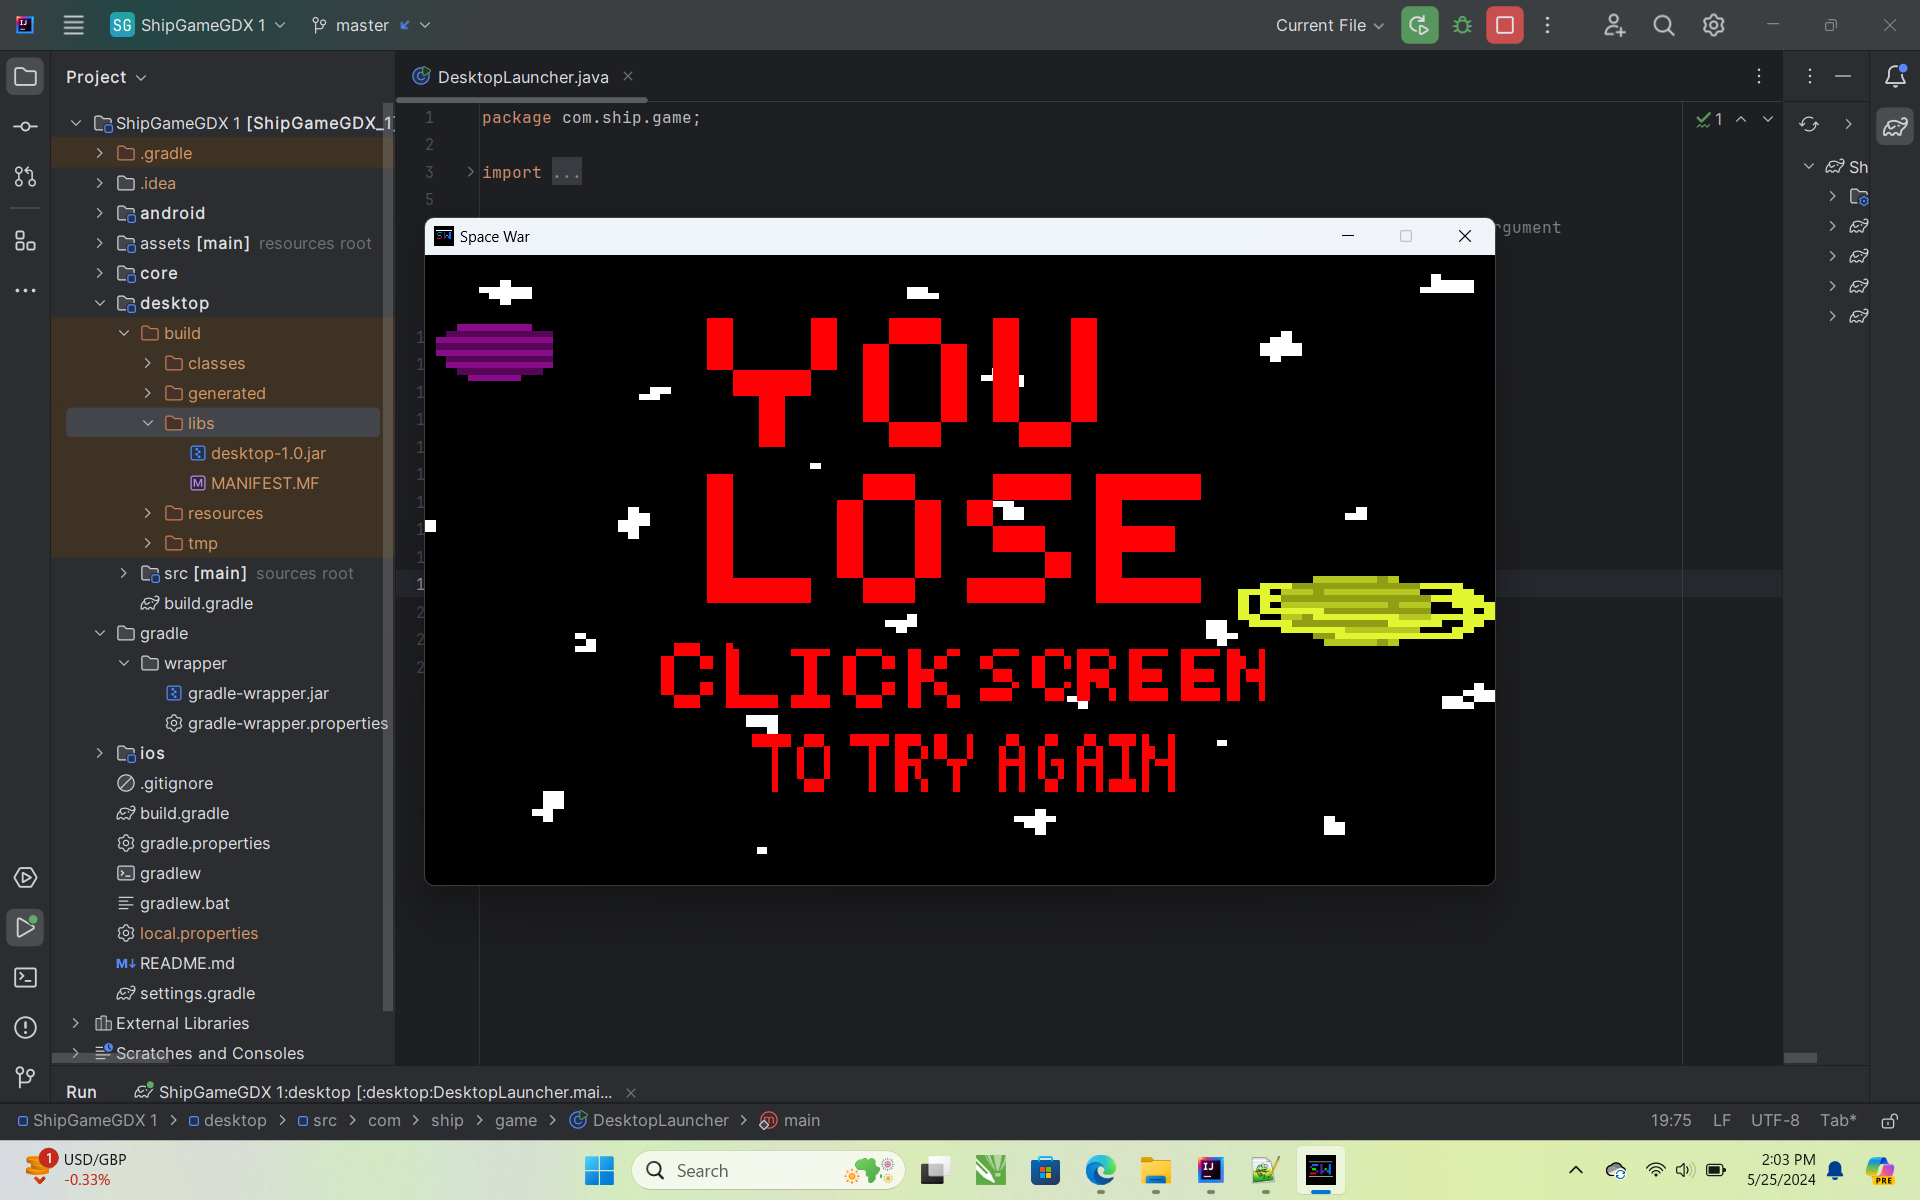 SG ShipGameGDX 1 master Current File
Project
DesktopLauncher.java
ShipGameGDX 1 [ShipGameGDX_1]
.gradle
.idea
android
assets [main] resources root
core
desktop
build
classes
generated
libs
desktop-1.0.jar
MANIFEST.MF
resources
tmp
src [main] sources root
build.gradle
gradle
wrapper
gradle-wrapper.jar
gradle-wrapper.properties
ios
.gitignore
build.gradle
gradle.properties
gradlew
gradlew.bat
local.properties
README.md
settings.gradle
External Libraries
Scratches and Consoles
1 package com.ship.game;
2
3 import ...
5
1
rgument
Sh
Space War
YOU
LOSE
CLICK SCREEN
TO TRY AGAIN
Run ShipGameGDX 1:desktop [:desktop:DesktopLauncher.mai...
ShipGameGDX 1 > desktop > src > com > ship > game > DesktopLauncher > main
19:75 LF UTF-8 Tab*
1 USD/GBP
-0.33%
Search
2:03 PM
5/25/2024
PRE